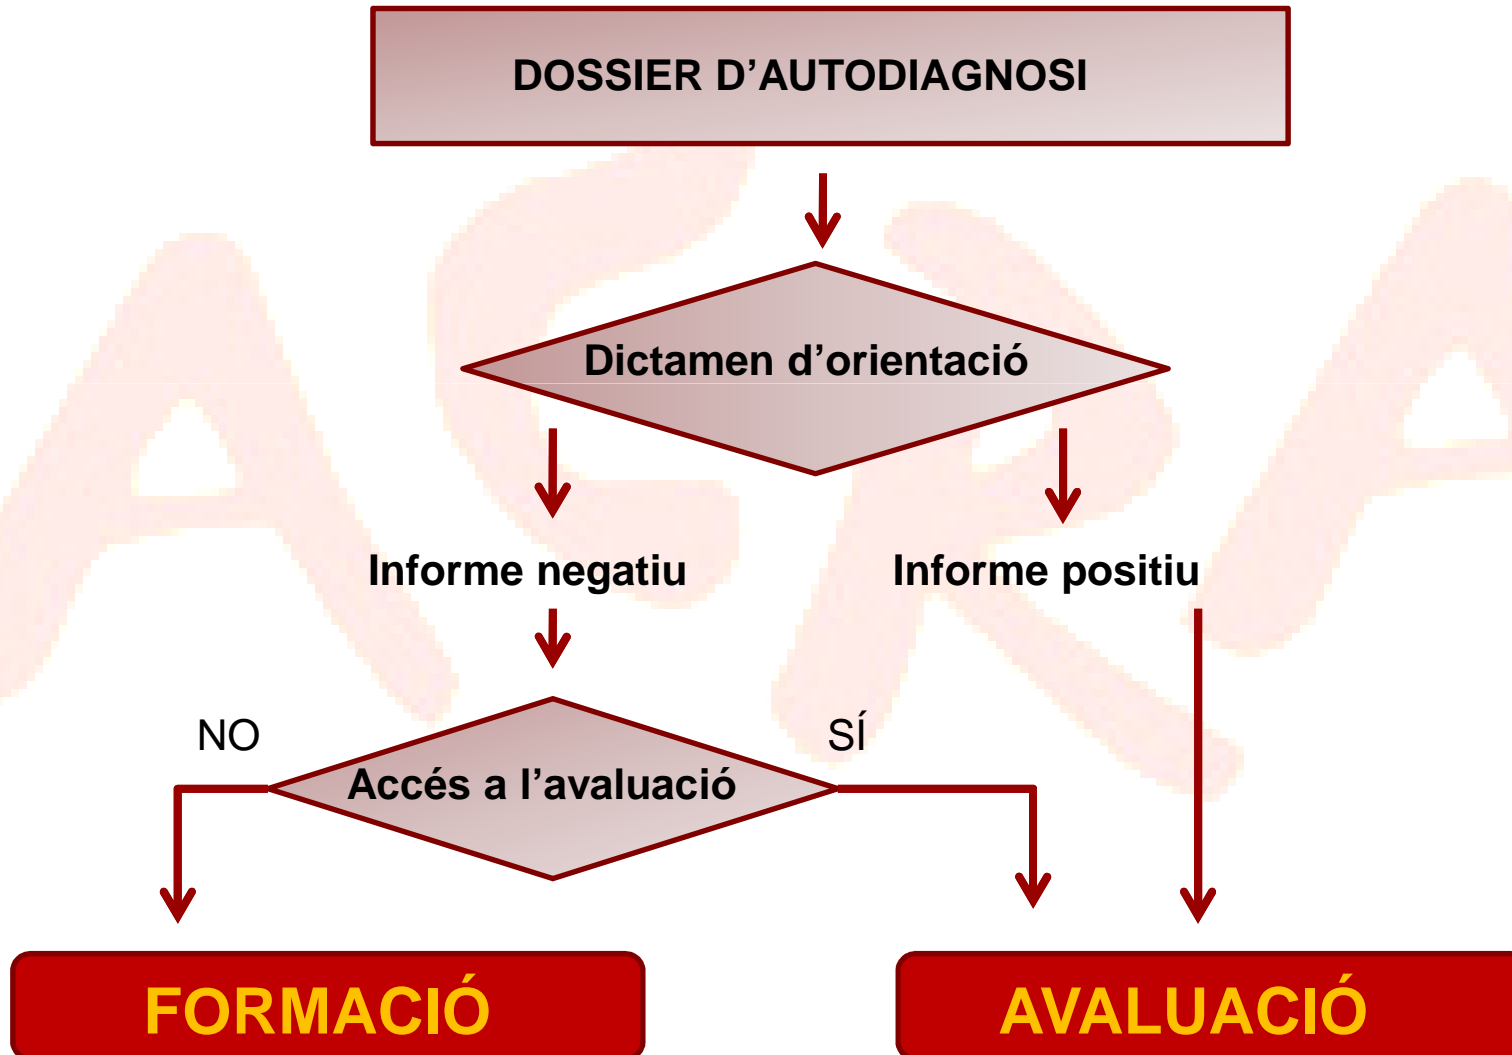 DOSSIER D’AUTODIAGNOSI
Dictamen d’orientació
Informe negatiu
Informe positiu
NO
SÍ
Accés a l’avaluació
FORMACIÓ
AVALUACIÓ